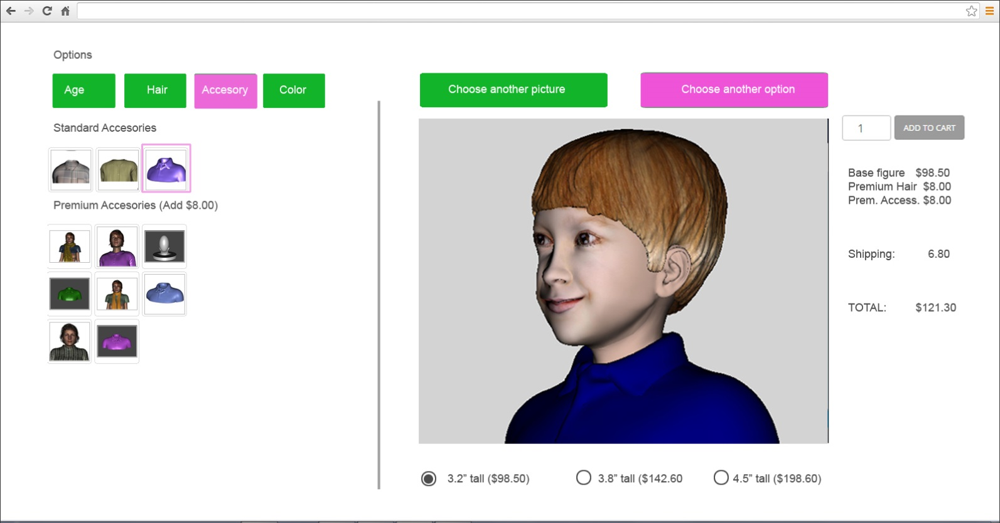 Options
Age
Hair
Accesory
Color
Choose another picture
Choose another option
Standard Accesories
1
ADD TO CART
Base figure $98.50
Premium Hair $8.00
Prem. Access. $8.00
Premium Accesories (Add $8.00)
Shipping: 6.80
TOTAL: $121.30
3.2” tall ($98.50)
3.8” tall ($142.60
4.5” tall ($198.60)